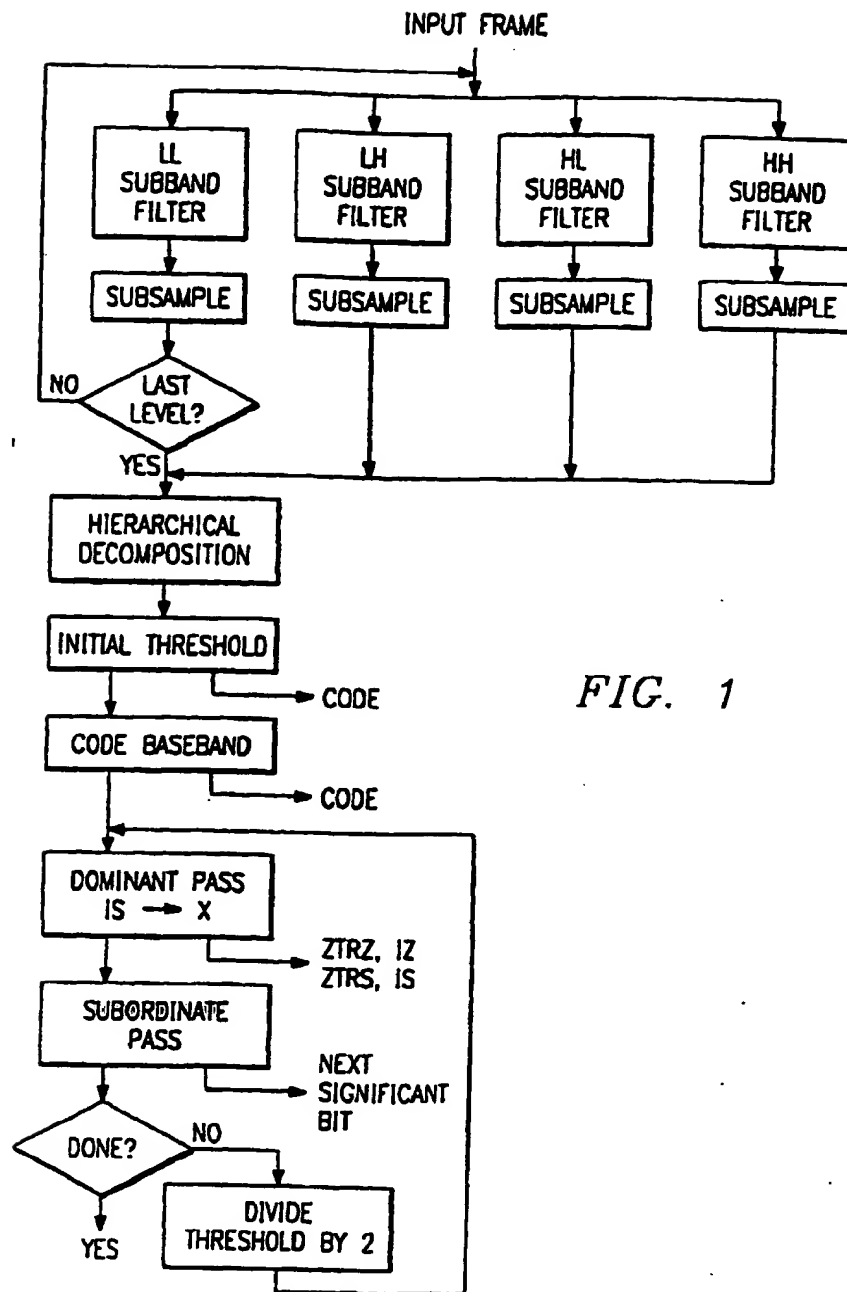 INPUT FRAME
LL
SUBBAND
FILTER
LH
SUBBAND
FILTER
HL
SUBBAND
FILTER
HH
SUBBAND
FILTER
SUBSAMPLE
SUBSAMPLE
SUBSAMPLE
SUBSAMPLE
NO
LAST
LEVEL?
YES
HIERARCHICAL
DECOMPOSITION
INITIAL THRESHOLD
CODE
FIG. 1
CODE BASEBAND
CODE
DOMINANT PASS
IS → X
ZTRZ, IZ
ZTRS, IS
SUBORDINATE
PASS
NEXT
SIGNIFICANT
BIT
DONE?
NO
YES
DIVIDE
THRESHOLD BY 2